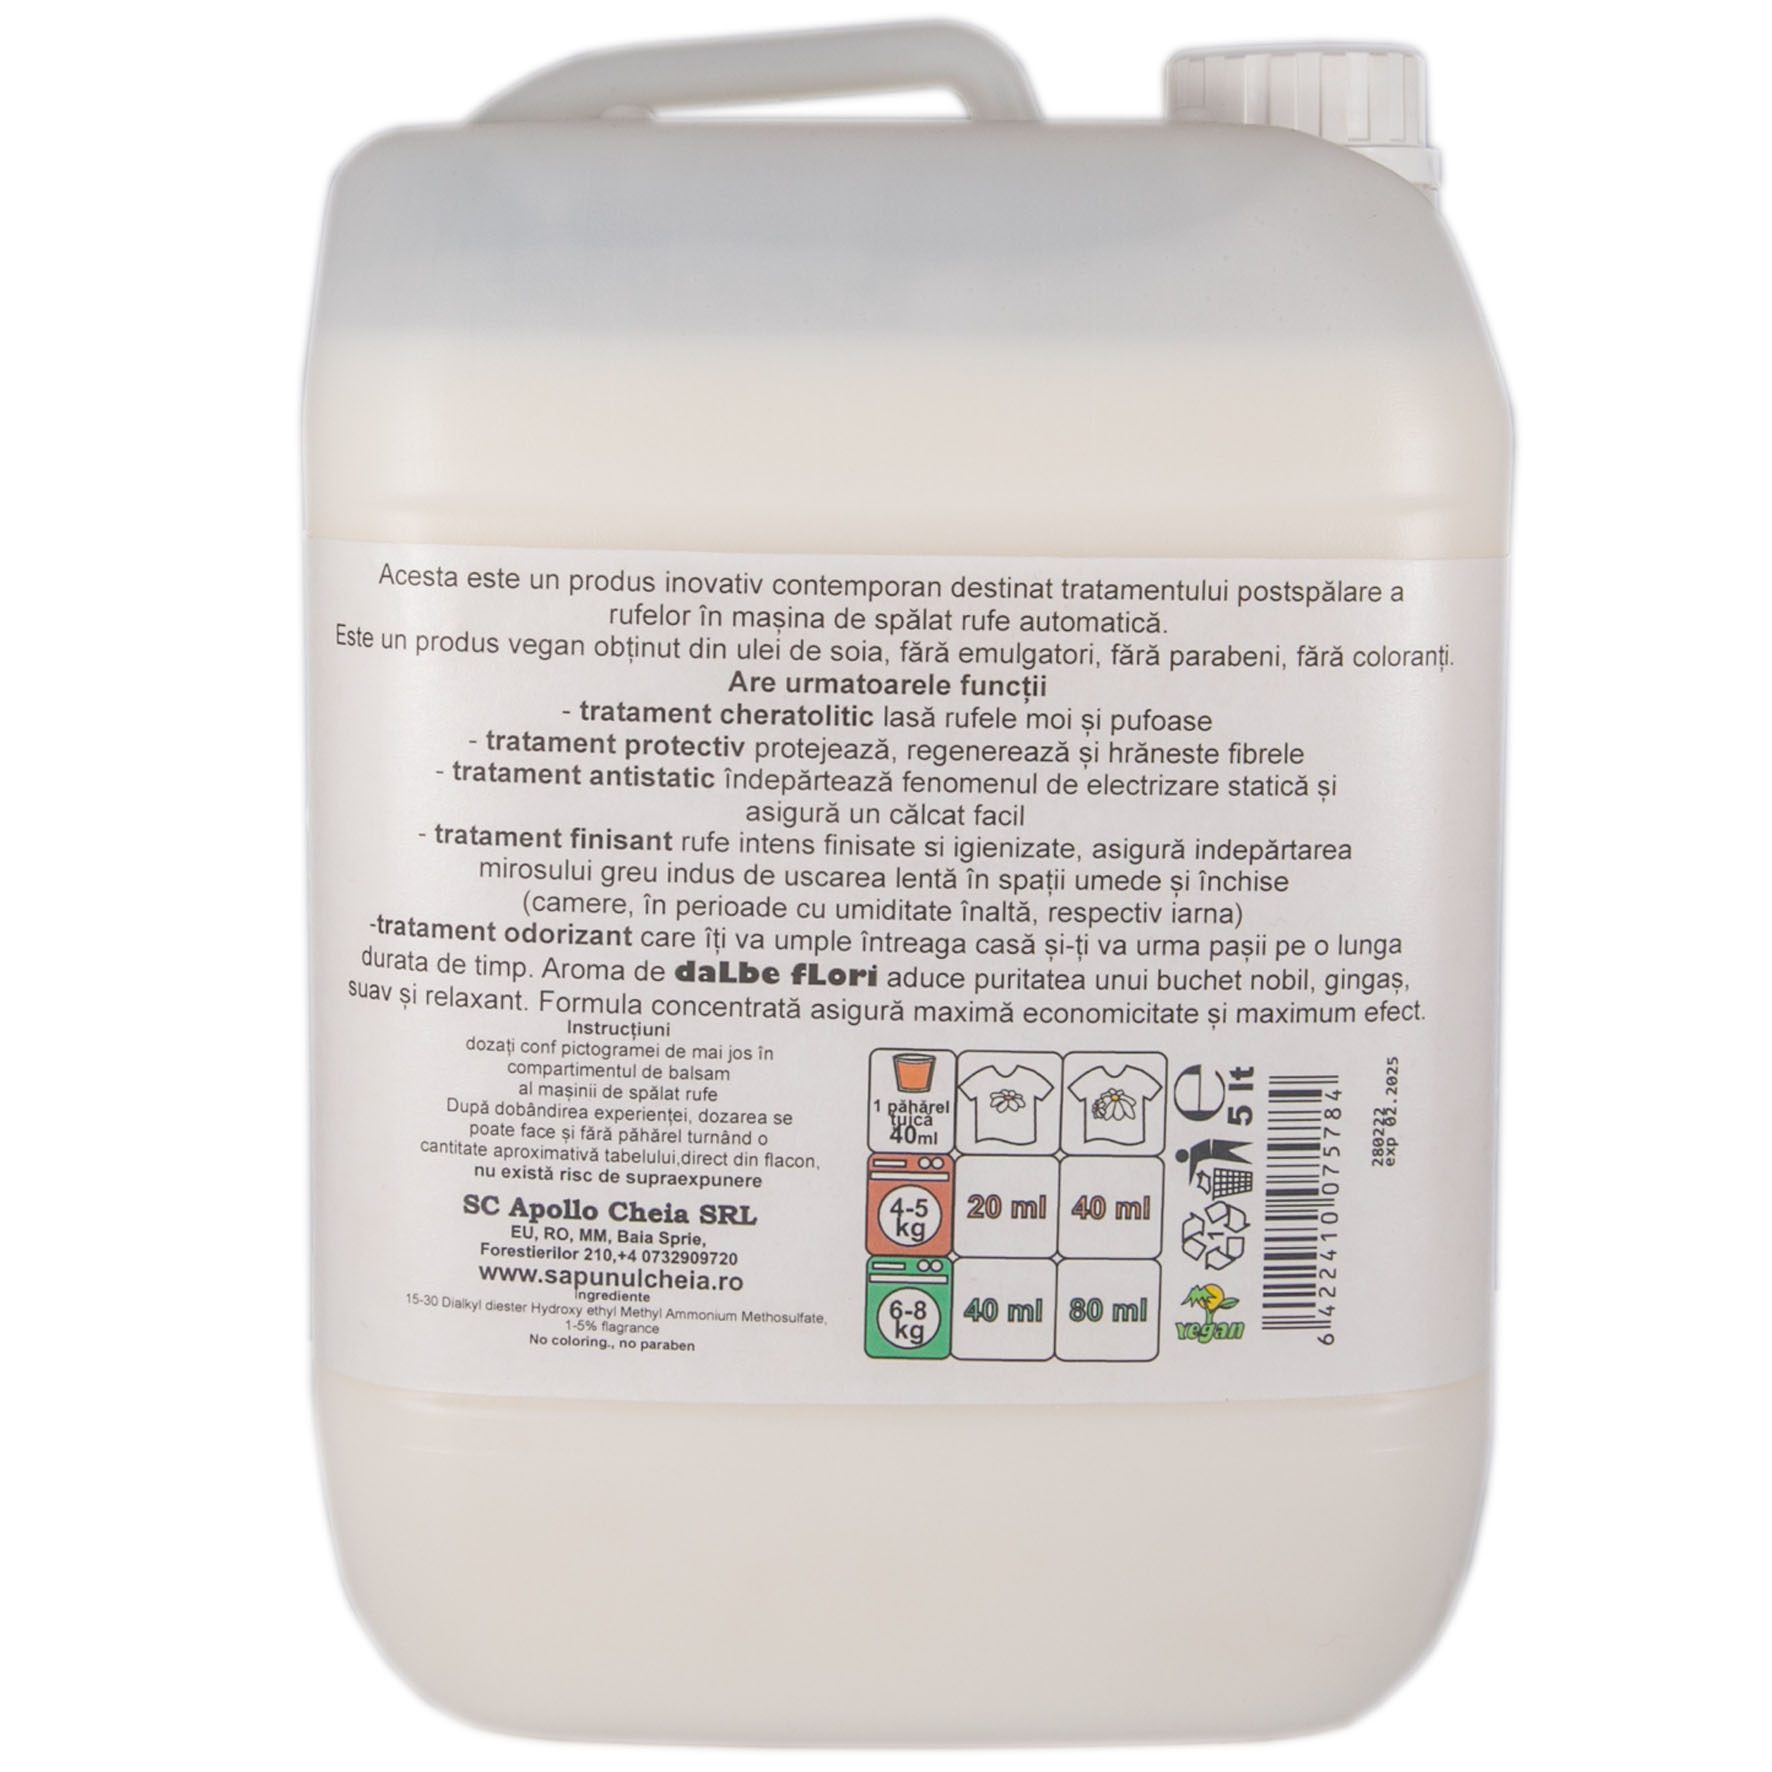 Acesta este un produs inovativ contemporan destinat tratamentului postspălare a
rufelor în mașina de spălat rufe automatică.
Este un produs vegan obținut din ulei de soia, fără emulgatori, fără parabeni, fără coloranți.
Are urmatoarele funcții
- tratament cheratolitic lasă rufele moi și pufoase
- tratament protectiv protejează, regenerează și hrăneste fibrele
- tratament antistatic îndepărtează fenomenul de electrizare statică și
asigură un călcat facil
- tratament finisant rufe intens finisate si igienizate, asigură indepărtarea
mirosului greu indus de uscarea lentă în spații umede și închise
(camere, în perioade cu umiditate înaltă, respectiv iarna)
-tratament odorizant care îți va umple întreaga casă și-ți va urma pașii pe o lunga
durata de timp. Aroma de daLbe fLori aduce puritatea unui buchet nobil, gingaș,
suav și relaxant. Formula concentrată asigură maximă economicitate și maximum efect.
Instrucțiuni
dozați conf pictogramei de mai jos în
compartimentul de balsam
al mașinii de spălat rufe
După dobândirea experienței, dozarea se
poate face și fără păhărel turnând o
cantitate aproximativă tabelului,direct din flacon,
nu există risc de supraexpunere
SC Apollo Cheia SRL
EU, RO, MM, Baia Sprie,
Forestierilor 210,+4 0732909720
www.sapunulcheia.ro
Ingrediente
15-30 Dialkyl diester Hydroxy ethyl Methyl Ammonium Methosulfate,
1-5% flagrance
No coloring., no paraben
1 păhărel
țuică
40ml
4-5
kg
20 ml
40 ml
6-8
kg
40 ml
80 ml
e
5 lt
1
vegan
6 422410 075784
280222
exp 02.2025